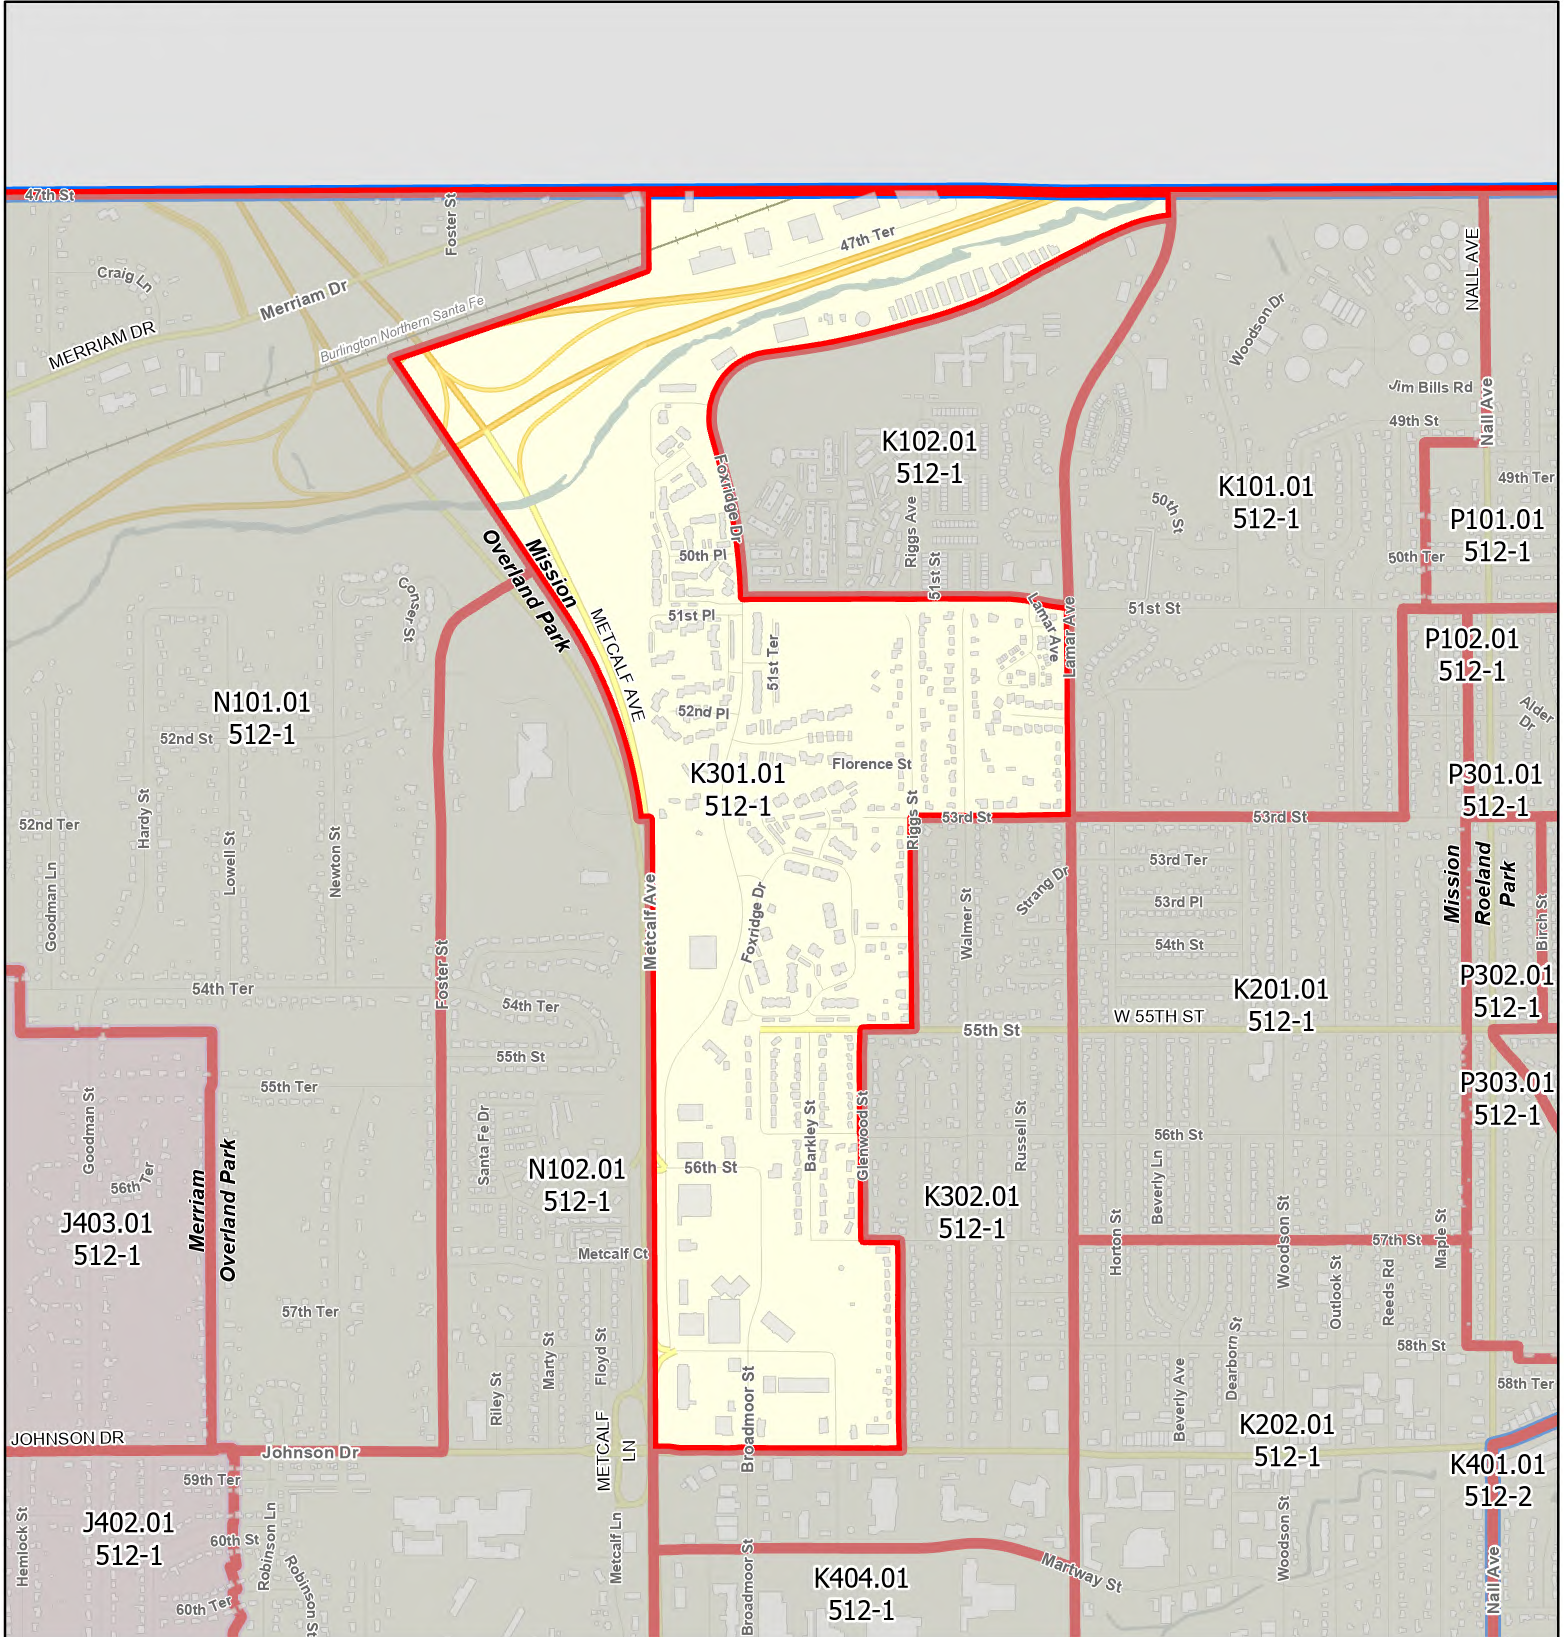 47th St
Foster St
47th Ter
NALL AVE
Craig Ln
Merriam Dr
Burlington Northern Santa Fe
MERRIAM DR
Woodson Dr
Jim Bills Rd
49th St
Nall Ave
K102.01
512-1
K101.01
512-1
49th Ter
50th St
P101.01
512-1
Foxridge Dr
Riggs Ave
50th Pl
50th Ter
51st St
Mission
Overland Park
Conser St
51st Pl
METCALF AVE
51st Ter
Lamar Ave
Lamar Ave
51st St
P102.01
512-1
N101.01
512-1
52nd St
52nd Pl
Alder Dr
Florence St
K301.01
512-1
P301.01
512-1
52nd Ter
Hardy St
Riggs St
53rd St
53rd St
Goodman Ln
Lowell St
Newton St
Metcalf Ave
Foxridge Dr
Walmer St
Strang Dr
53rd Ter
53rd Pl
54th St
Mission
Roeland Park
Birch St
Foster St
54th Ter
54th Ter
P302.01
512-1
K201.01
512-1
W 55TH ST
55th St
55th St
55th Ter
Goodman St
P303.01
512-1
Santa Fe Dr
Barkley St
Glenwood St
Russell St
56th St
56th St
Beverly Ln
56th Ter
Merriam
Overland Park
N102.01
512-1
K302.01
512-1
J403.01
512-1
Metcalf Ct
Horton St
Woodson St
57th St
Maple St
57th Ter
Outlook St
Reeds Rd
Marty St
Floyd St
58th St
Riley St
Broadmoor St
Beverly Ave
Dearborn St
58th Ter
JOHNSON DR
Johnson Dr
METCALF LN
K202.01
512-1
K401.01
512-2
59th Ter
J402.01
512-1
Hemlock St
60th St
Robinson Ln
Robinson St
60th Ter
Metcalf Ln
Broadmoor St
Martway St
Woodson St
K404.01
512-1
Nall Ave